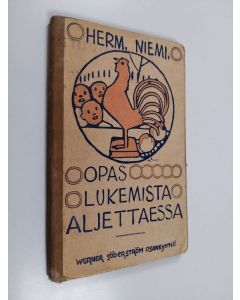 HERM. NIEMI.
OPAS
LUKEMISTA
ALJETTAESSA
WERNER SÖDERSTRÖM OSAKEYHTIÖ